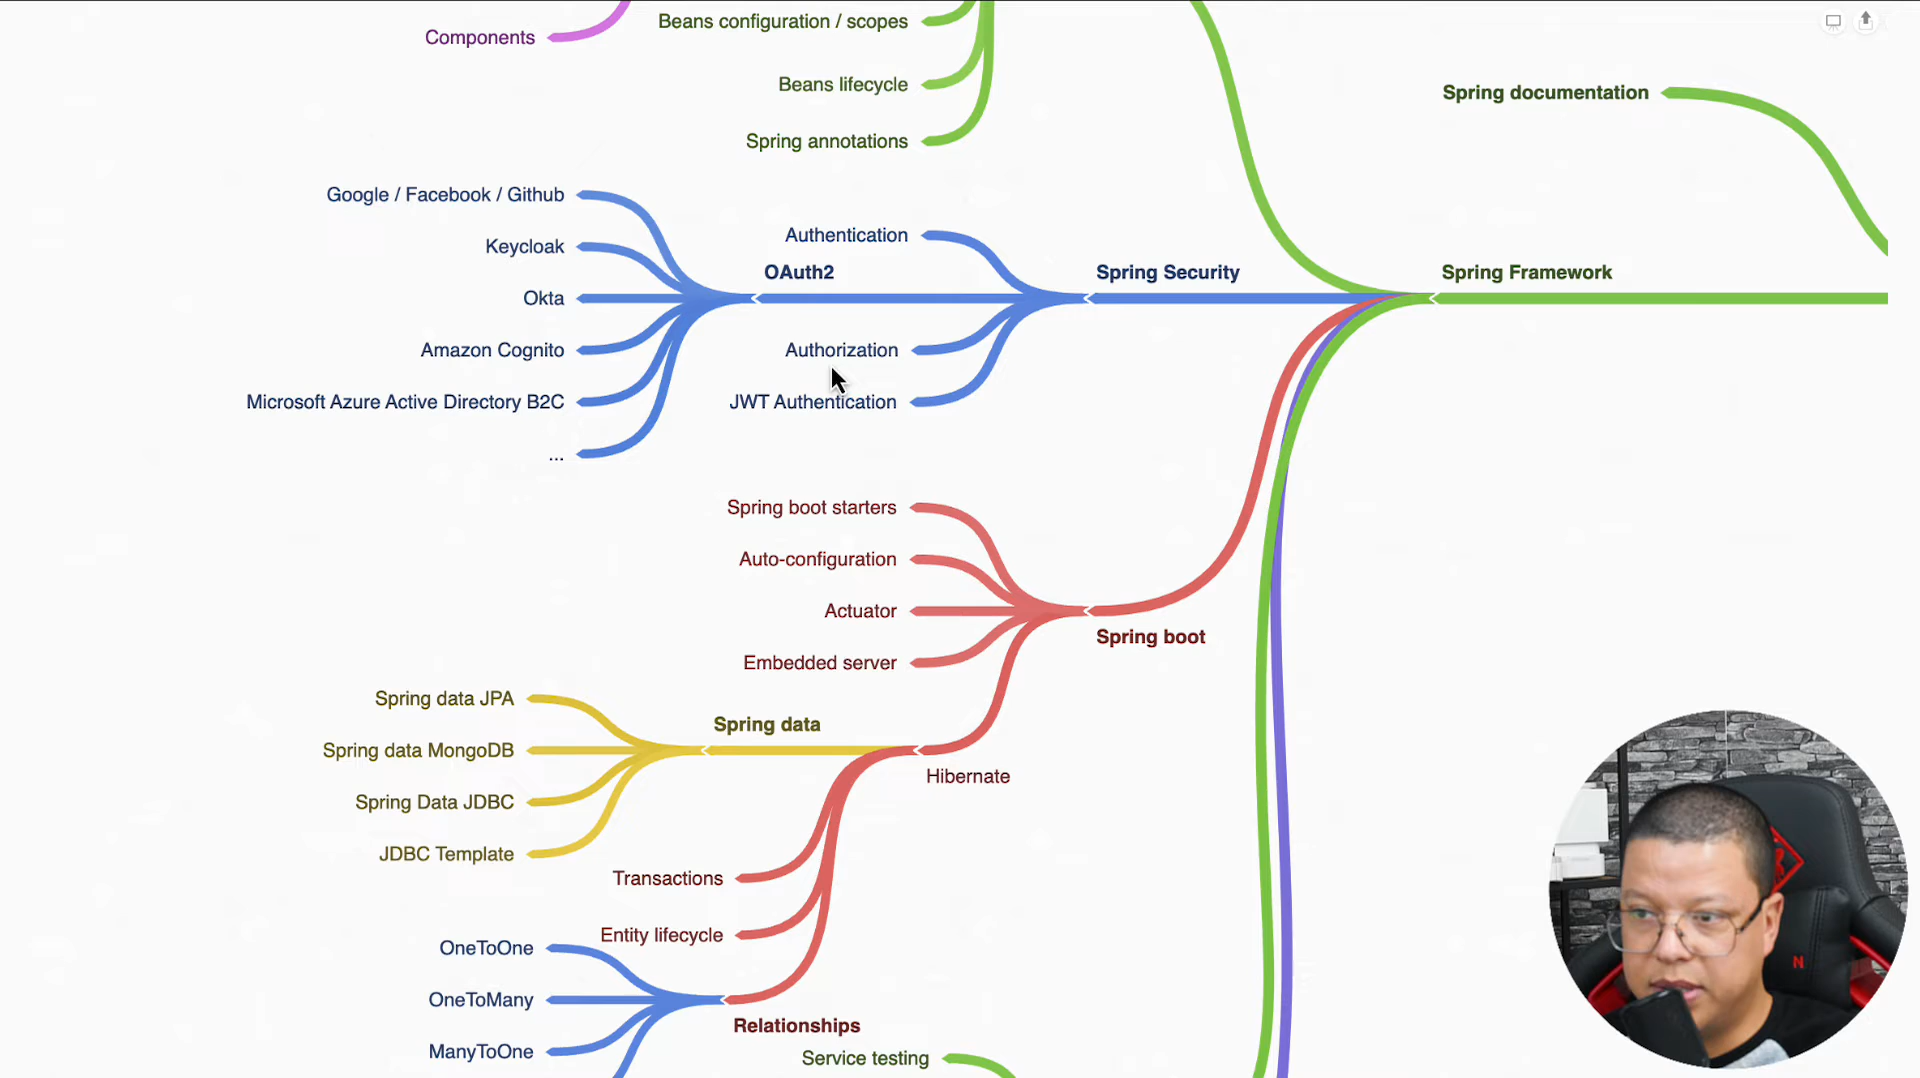 Beans configuration / scopes
Components
Beans lifecycle
Spring documentation
Spring annotations
Google / Facebook / Github
Authentication
Keycloak
OAuth2
Spring Security
Spring Framework
Okta
Amazon Cognito
Authorization
Microsoft Azure Active Directory B2C
JWT Authentication
...
Spring boot starters
Auto-configuration
Actuator
Spring boot
Embedded server
Spring data JPA
Spring data
Spring data MongoDB
Hibernate
Spring Data JDBC
JDBC Template
Transactions
Entity lifecycle
OneToOne
OneToMany
Relationships
ManyToOne
Service testing
N